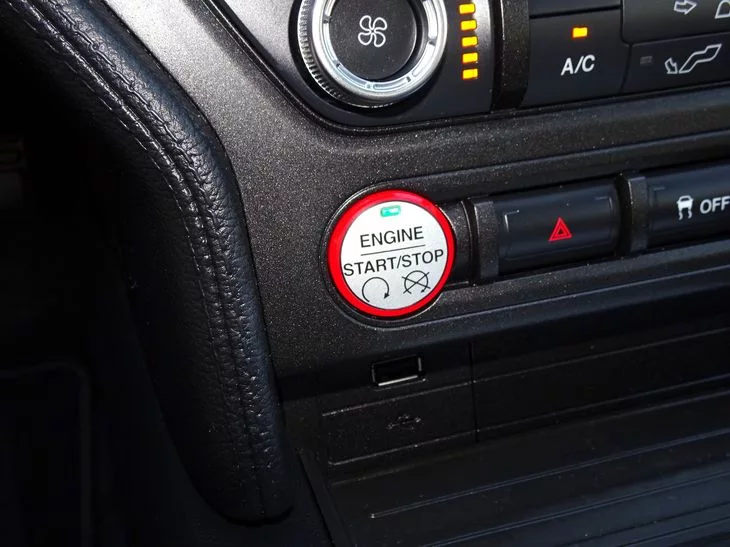 A/C
ENGINE
START/STOP
OFF